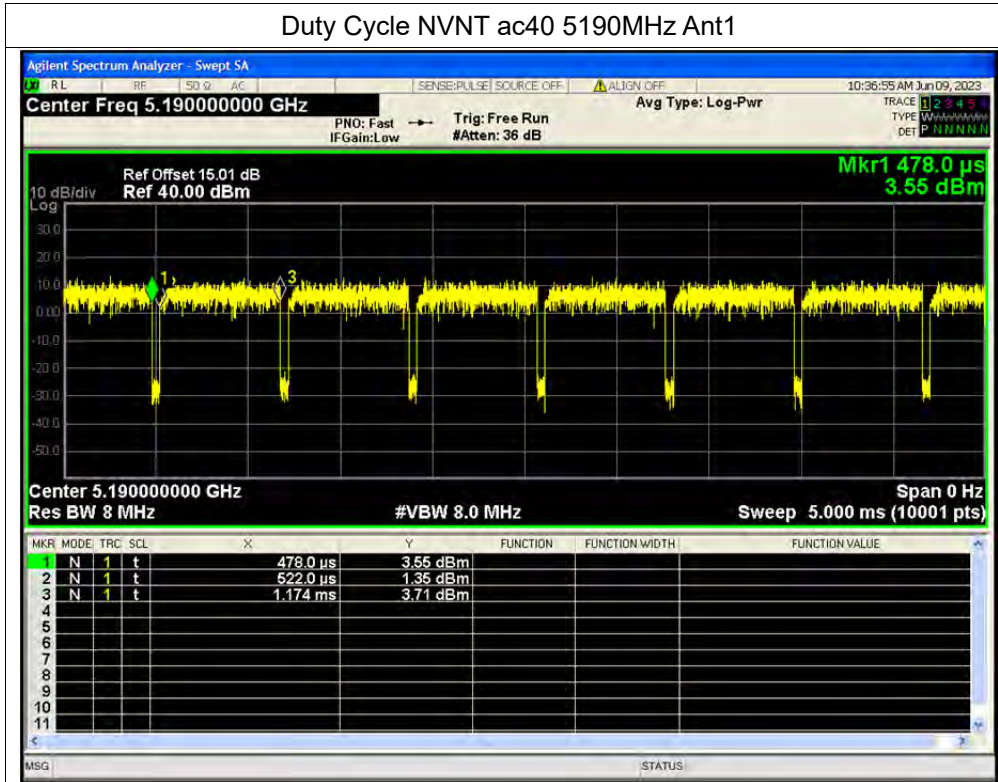 Duty Cycle NVNT ac40 5190MHz Ant1
Agilent Spectrum Analyzer - Swept SA
RL RF 50 Ω AC SENSE:PULSE SOURCE OFF ALIGN OFF 10:36:55 AM Jun 09, 2023
Center Freq 5.190000000 GHz Avg Type: Log-Pwr TRACE 1 2 3 4 5 6
PNO: Fast Trig: Free Run TYPE
IFGain:Low #Atten: 36 dB DET P N N N N N
Mkr1 478.0 µs
Ref Offset 15.01 dB
10 dB/div Ref 40.00 dBm 3.55 dBm
Log
30.0
20.0
10.0
1 3
0.00
-10.0
-20.0
-30.0
-40.0
-50.0
Center 5.190000000 GHz Span 0 Hz
Res BW 8 MHz #VBW 8.0 MHz Sweep 5.000 ms (10001 pts)
MKR MODE TRC SCL X Y FUNCTION FUNCTION WIDTH FUNCTION VALUE
1 N 1 t 478.0 µs 3.55 dBm
2 N 1 t 522.0 µs 1.35 dBm
3 N 1 t 1.174 ms 3.71 dBm
4
5
6
7
8
9
10
11
MSG STATUS